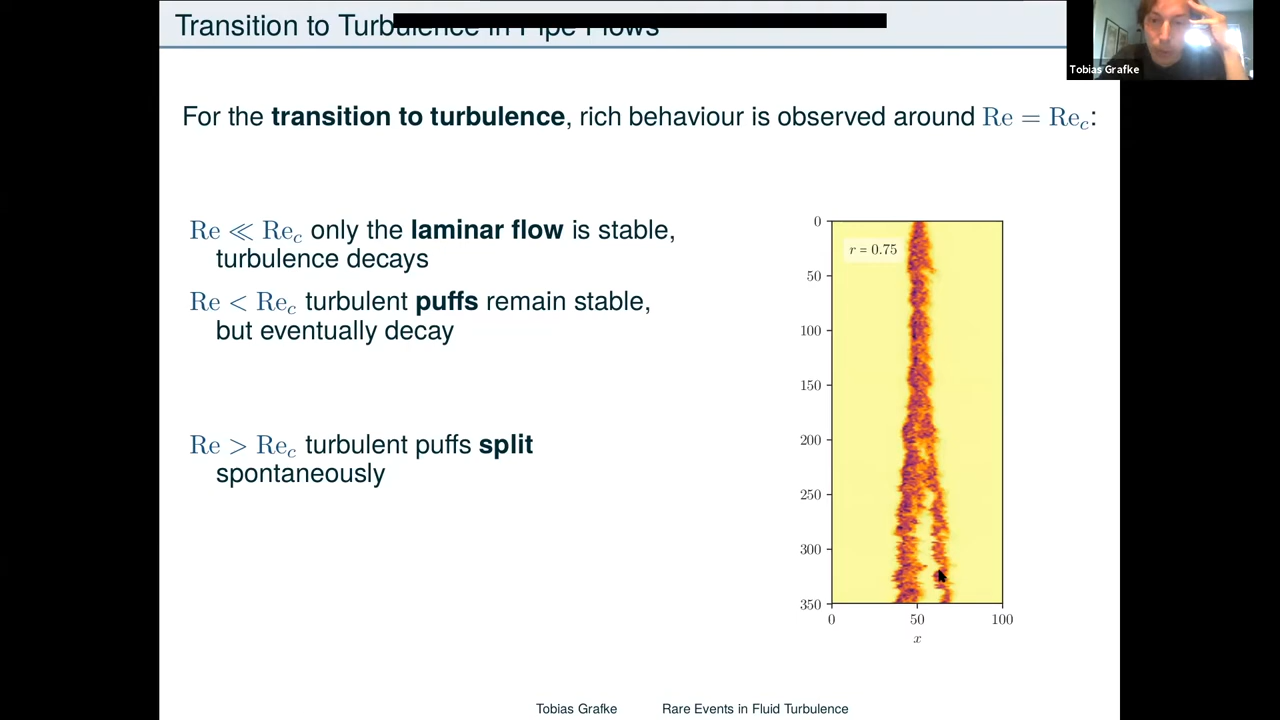 Transition to Turbulence in Pipe Flows
Tobias Grafke
For the transition to turbulence, rich behaviour is observed around Re = Re_c:
Re ≪ Re_c only the laminar flow is stable,
turbulence decays
Re < Re_c turbulent puffs remain stable,
but eventually decay
Re > Re_c turbulent puffs split
spontaneously
r = 0.75
0
50
100
150
200
250
300
350
0 50 100
x
Tobias Grafke Rare Events in Fluid Turbulence